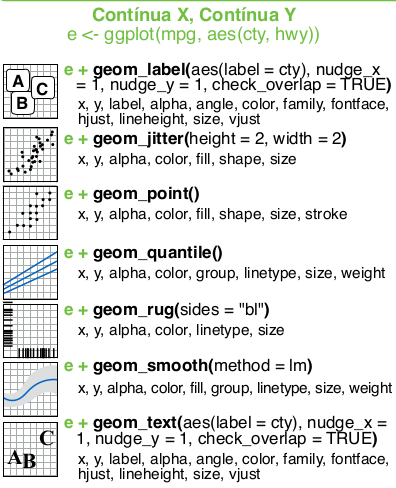 Contínua X, Contínua Y
e <- ggplot(mpg, aes(cty, hwy))
A
C
B
e + geom_label(aes(label = cty), nudge_x
= 1, nudge_y = 1, check_overlap = TRUE)
x, y, label, alpha, angle, color, family, fontface,
hjust, lineheight, size, vjust
e + geom_jitter(height = 2, width = 2)
x, y, alpha, color, fill, shape, size
e + geom_point()
x, y, alpha, color, fill, shape, size, stroke
e + geom_quantile()
x, y, alpha, color, group, linetype, size, weight
e + geom_rug(sides = "bl")
x, y, alpha, color, linetype, size
e + geom_smooth(method = lm)
x, y, alpha, color, fill, group, linetype, size, weight
C
AB
e + geom_text(aes(label = cty), nudge_x =
1, nudge_y = 1, check_overlap = TRUE)
x, y, label, alpha, angle, color, family, fontface,
hjust, lineheight, size, vjust